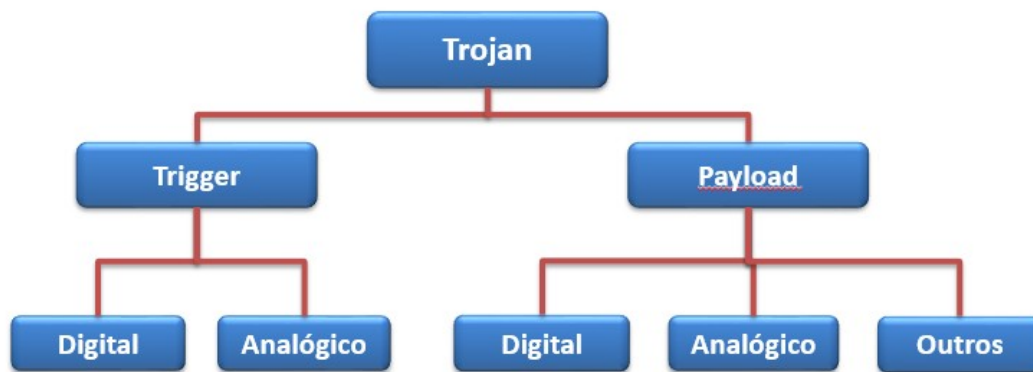 Trojan
Trigger
Payload
Digital
Analógico
Digital
Analógico
Outros